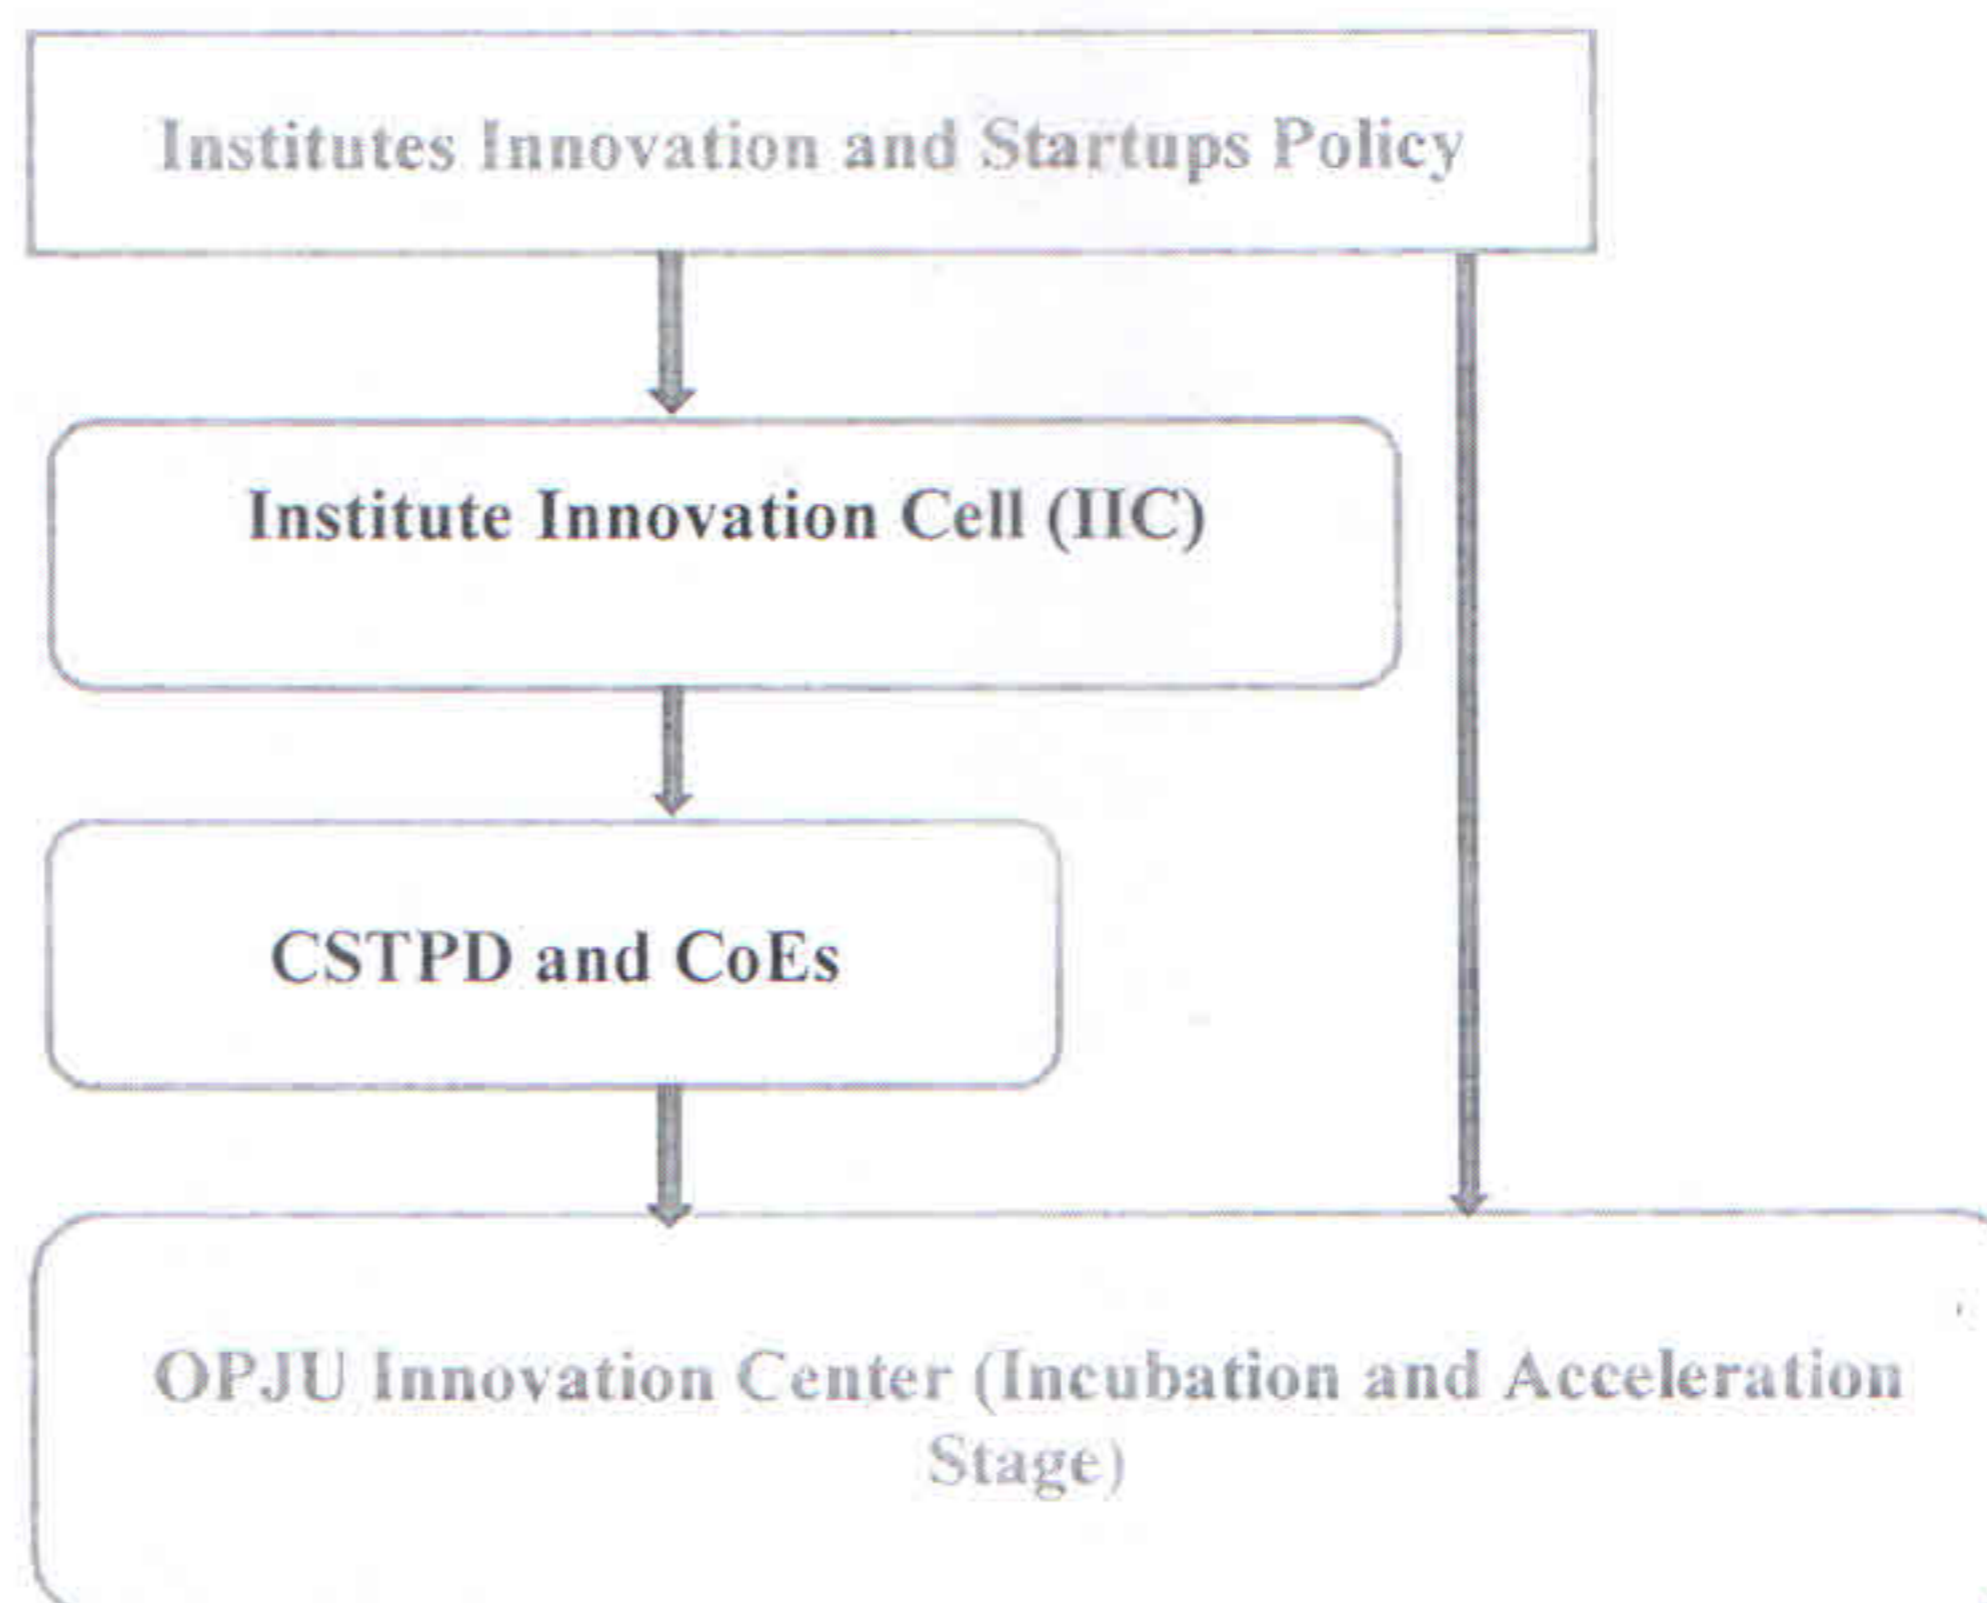 Institutes Innovation and Startups Policy
Institute Innovation Cell (IIC)
CSTPD and CoEs
OPJU Innovation Center (Incubation and Acceleration
Stage)